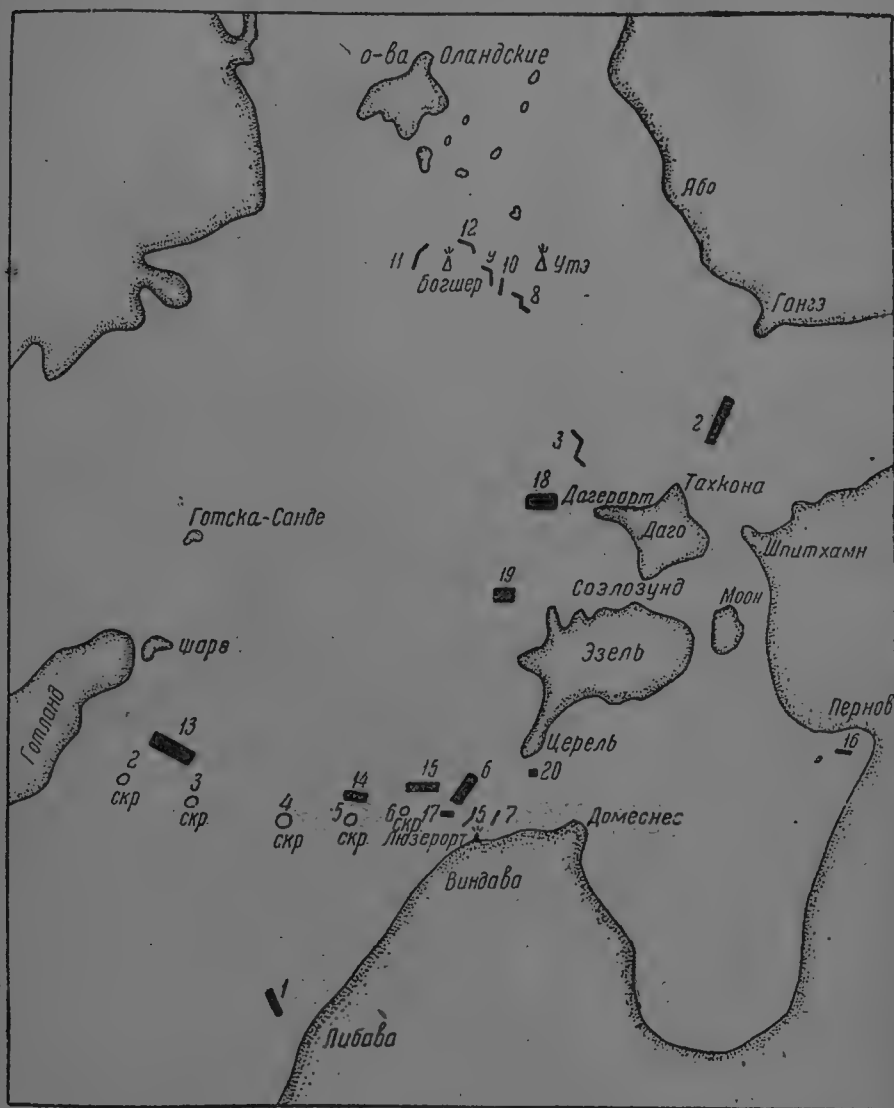 о-ва Оландские
Або
12
11
у
10
Утэ
богшер
8
Гангэ
2
3
18
Дагерорт
Тахкона
Готска-Санде
Даго
Шпитхамн
19
Соэлозунд
Моон
Фарэ
Эзель
Готланд
Пернов
13
Церель
16
2
скр
3
скр
14
15
6
20
4
скр
5
скр
6
скр
17
7
Домеснес
Люзерорт
Виндава
1
Либава